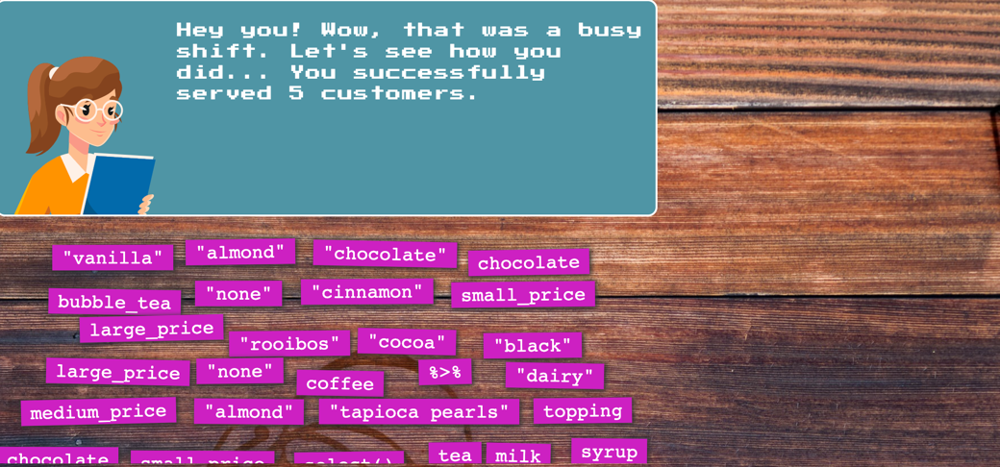 Hey you! Wow, that was a busy
shift. Let's see how you
did... You successfully
served 5 customers.
"vanilla" "almond" "chocolate" chocolate
bubble_tea "none" "cinnamon" small_price
large_price "rooibos" "cocoa" "black"
large_price "none" coffee %>% "dairy"
medium_price "almond" "tapioca pearls" topping
chocolate small_price select() tea milk syrup